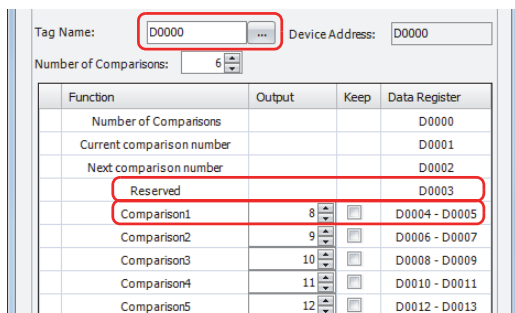 Tag Name: D0000 ... Device Address: D0000
Number of Comparisons: 6
Function Output Keep Data Register
Number of Comparisons D0000
Current comparison number D0001
Next comparison number D0002
Reserved D0003
Comparison1 8 D0004 - D0005
Comparison2 9 D0006 - D0007
Comparison3 10 D0008 - D0009
Comparison4 11 D0010 - D0011
Comparison5 12 D0012 - D0013